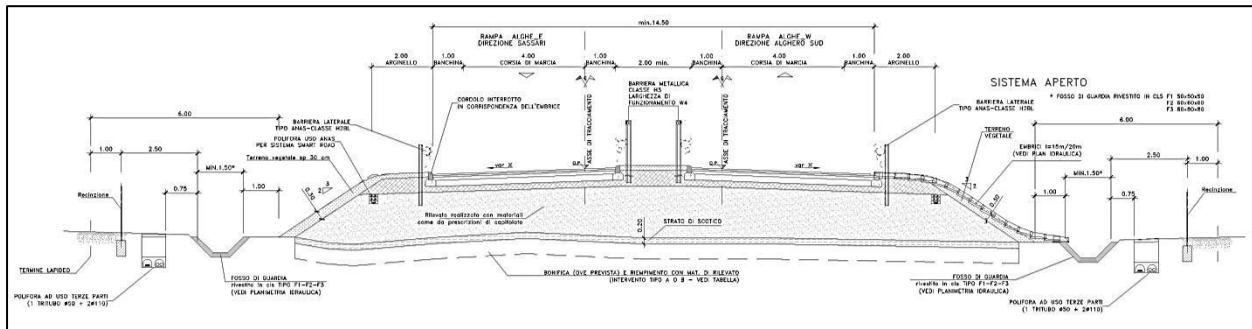 min.14.50
RAMPA ALGHE_E
DIREZIONE SASSARI
RAMPA ALGHE_W
DIREZIONE ALGHERO SUD
2.00
ARGINELLO
1.00
BANCHINA
4.00
CORSIA DI MARCIA
1.00
BANCHINA
2.00 min.
1.00
BANCHINA
4.00
CORSIA DI MARCIA
1.00
BANCHINA
2.00
ARGINELLO
SISTEMA APERTO
* FOSSO DI GUARDIA RIVESTITO IN CLS F1 50x50x50
F2 60x60x60
F3 80x80x80
CORDOLO INTERROTTO
IN CORRISPONDENZA DELL'EMBRICE
BARRIERA METALLICA
CLASSE H3
LARGHEZZA DI
FUNZIONAMENTO W4
ASSE DI TRACCIAMENTO
ASSE DI TRACCIAMENTO
BARRIERA LATERALE
TIPO ANAS-CLASSE H2BL
BARRIERA LATERALE
TIPO ANAS-CLASSE H2BL
POLIFORA USO ANAS
PER SISTEMA SMART ROAD
Terreno vegetale sp 30 cm
TERRENO
VEGETALE
EMBRICI i=15m/20m
(VEDI PLAN IDRAULICA)
6.00
1.00
2.50
MIN.1.50*
0.75
1.00
Recinzione
3
2
0.30
var %
Q.P.
Q.P.
var %
3
2
0.50
6.00
2.50
1.00
MIN.1.50*
1.00
0.75
Recinzione
Rilevato realizzato con materiali
come da prescrizioni di capitolato
0.20
STRATO DI SCOTICO
BONIFICA (OVE PREVISTA) E RIEMPIMENTO CON MAT. DI RILEVATO
(INTERVENTO TIPO A O B - VEDI TABELLA)
TERMINE LAPIDEO
FOSSO DI GUARDIA
rivestito in cls TIPO F1-F2-F3
(VEDI PLANIMETRIA IDRAULICA)
POLIFORA AD USO TERZE PARTI
(1 TRITUBO ø50 + 2ø110)
FOSSO DI GUARDIA
rivestito in cls TIPO F1-F2-F3
(VEDI PLANIMETRIA IDRAULICA)
POLIFORA AD USO TERZE PARTI
(1 TRITUBO ø50 + 2ø110)